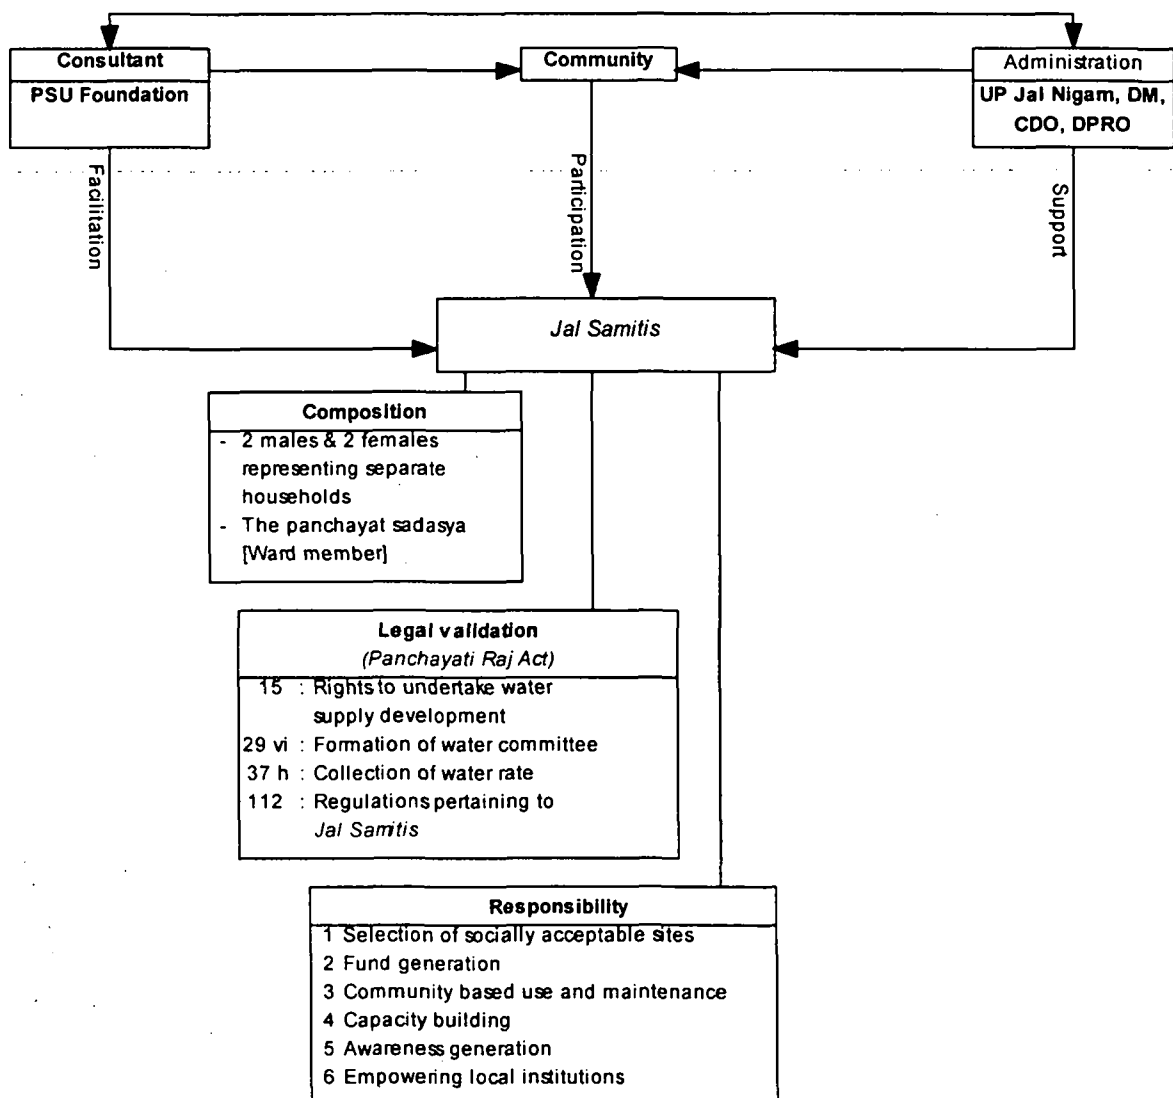 Consultant
PSU Foundation
Community
Administration
UP Jal Nigam, DM,
CDO, DPRO
Facilitation
Participation
Support
Jal Samitis
Composition
- 2 males & 2 females
representing separate
households
- The panchayat sadasya
[Ward member]
Legal validation
(Panchayati Raj Act)
15 : Rights to undertake water
supply development
29 vi : Formation of water committee
37 h : Collection of water rate
112 : Regulations pertaining to
Jal Samitis
Responsibility
1 Selection of socially acceptable sites
2 Fund generation
3 Community based use and maintenance
4 Capacity building
5 Awareness generation
6 Empowering local institutions